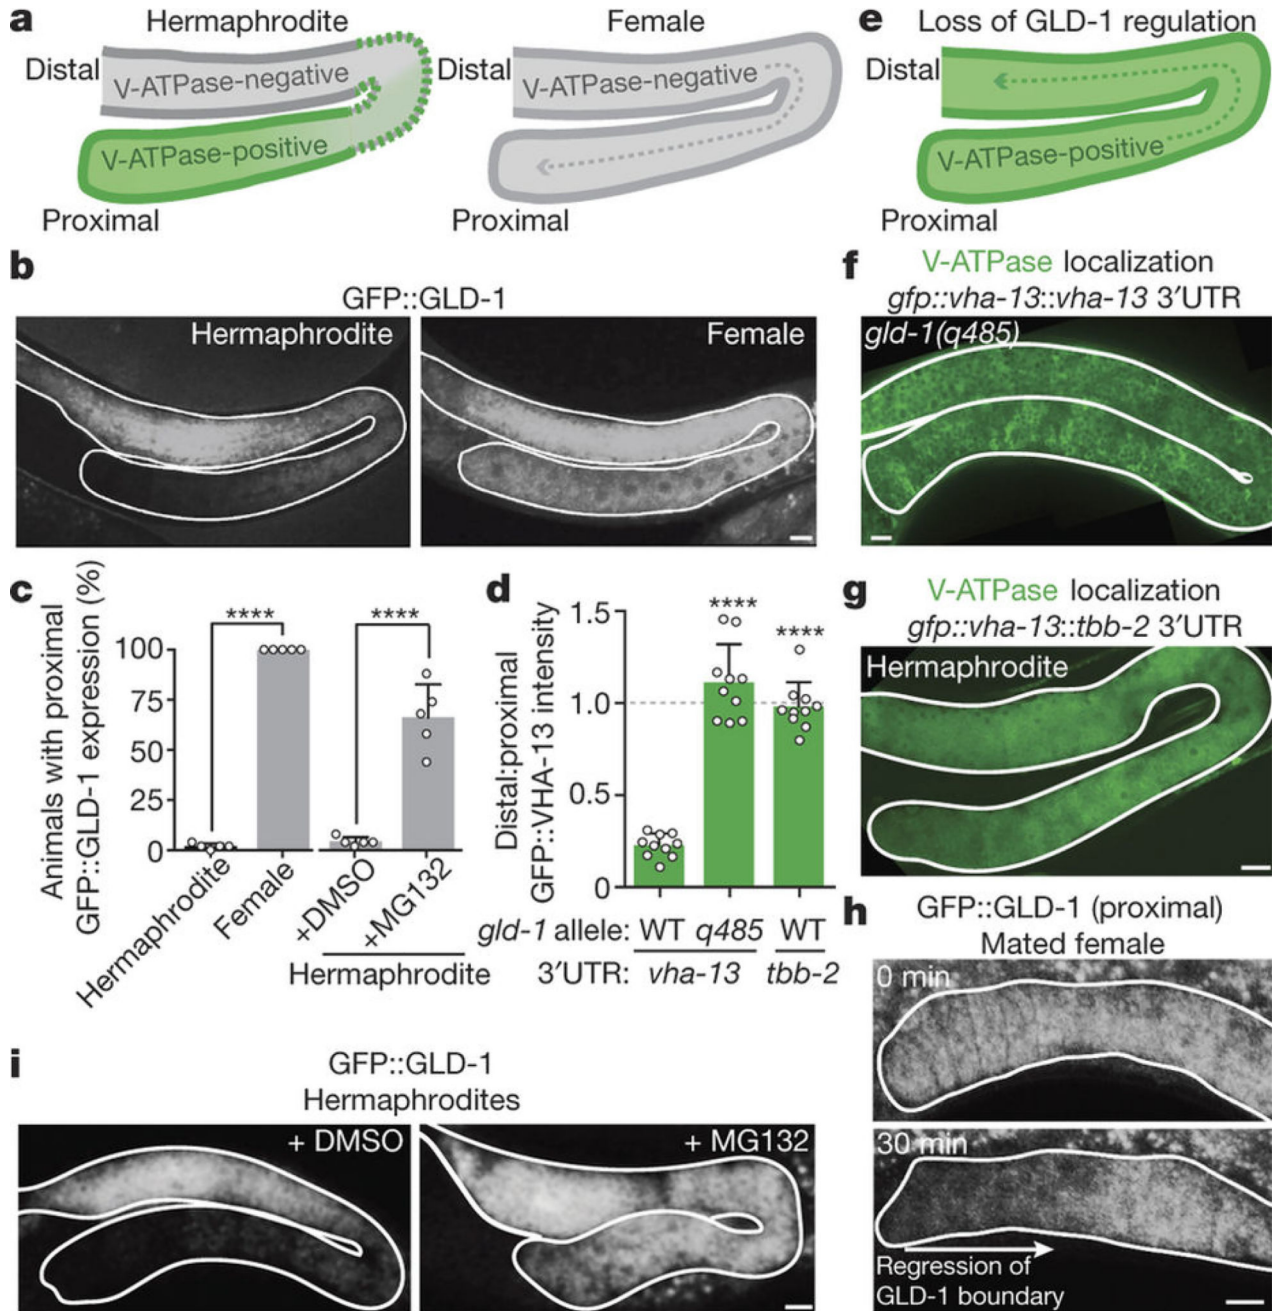 a
Hermaphrodite
Distal
V-ATPase-negative
V-ATPase-positive
Proximal
Female
Distal
V-ATPase-negative
Proximal
e
Loss of GLD-1 regulation
Distal
V-ATPase-positive
Proximal
b
GFP::GLD-1
Hermaphrodite
Female
f
V-ATPase localization
gfp::vha-13::vha-13 3′UTR
gld-1(q485)
c
Animals with proximal
GFP::GLD-1 expression (%)
100
75
50
25
0
****
****
Hermaphrodite
Female
+DMSO
+MG132
Hermaphrodite
d
Distal:proximal
GFP::VHA-13 intensity
1.5
1.0
0.5
0
****
****
gld-1 allele: WT q485 WT
3′UTR: vha-13 tbb-2
g
V-ATPase localization
gfp::vha-13::tbb-2 3′UTR
Hermaphrodite
h
GFP::GLD-1 (proximal)
Mated female
0 min
30 min
Regression of
GLD-1 boundary
i
GFP::GLD-1
Hermaphrodites
+ DMSO
+ MG132